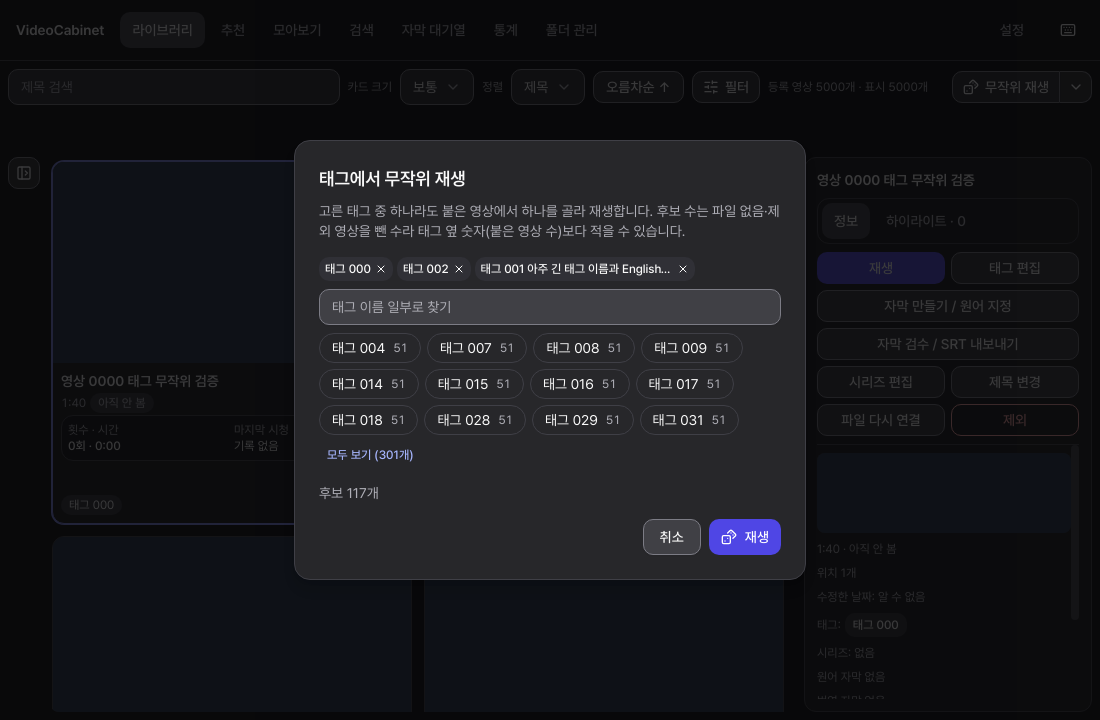 VideoCabinet 라이브러리 추천 모아보기 검색 자막 대기열 통계 폴더 관리 설정
제목 검색 카드 크기 보통 정렬 제목 오름차순 ↑ 필터 등록 영상 5000개 · 표시 5000개 무작위 재생
태그에서 무작위 재생
고른 태그 중 하나라도 붙은 영상에서 하나를 골라 재생합니다. 후보 수는 파일 없음·제
외 영상을 뺀 수라 태그 옆 숫자(붙은 영상 수)보다 적을 수 있습니다.
태그 000 × 태그 002 × 태그 001 아주 긴 태그 이름과 English... ×
태그 이름 일부로 찾기
태그 004 51 태그 007 51 태그 008 51 태그 009 51
태그 014 51 태그 015 51 태그 016 51 태그 017 51
태그 018 51 태그 028 51 태그 029 51 태그 031 51
모두 보기 (301개)
후보 117개
취소 재생
영상 0000 태그 무작위 검증
1:40 아직 안 봄
횟수 · 시간 마지막 시청
0회 · 0:00 기록 없음
태그 000
영상 0000 태그 무작위 검증
정보 하이라이트 · 0
재생 태그 편집
자막 만들기 / 원어 지정
자막 검수 / SRT 내보내기
시리즈 편집 제목 변경
파일 다시 연결 제외
1:40 · 아직 안 봄
위치 1개
수정한 날짜: 알 수 없음
태그: 태그 000
시리즈: 없음
원어 자막 없음